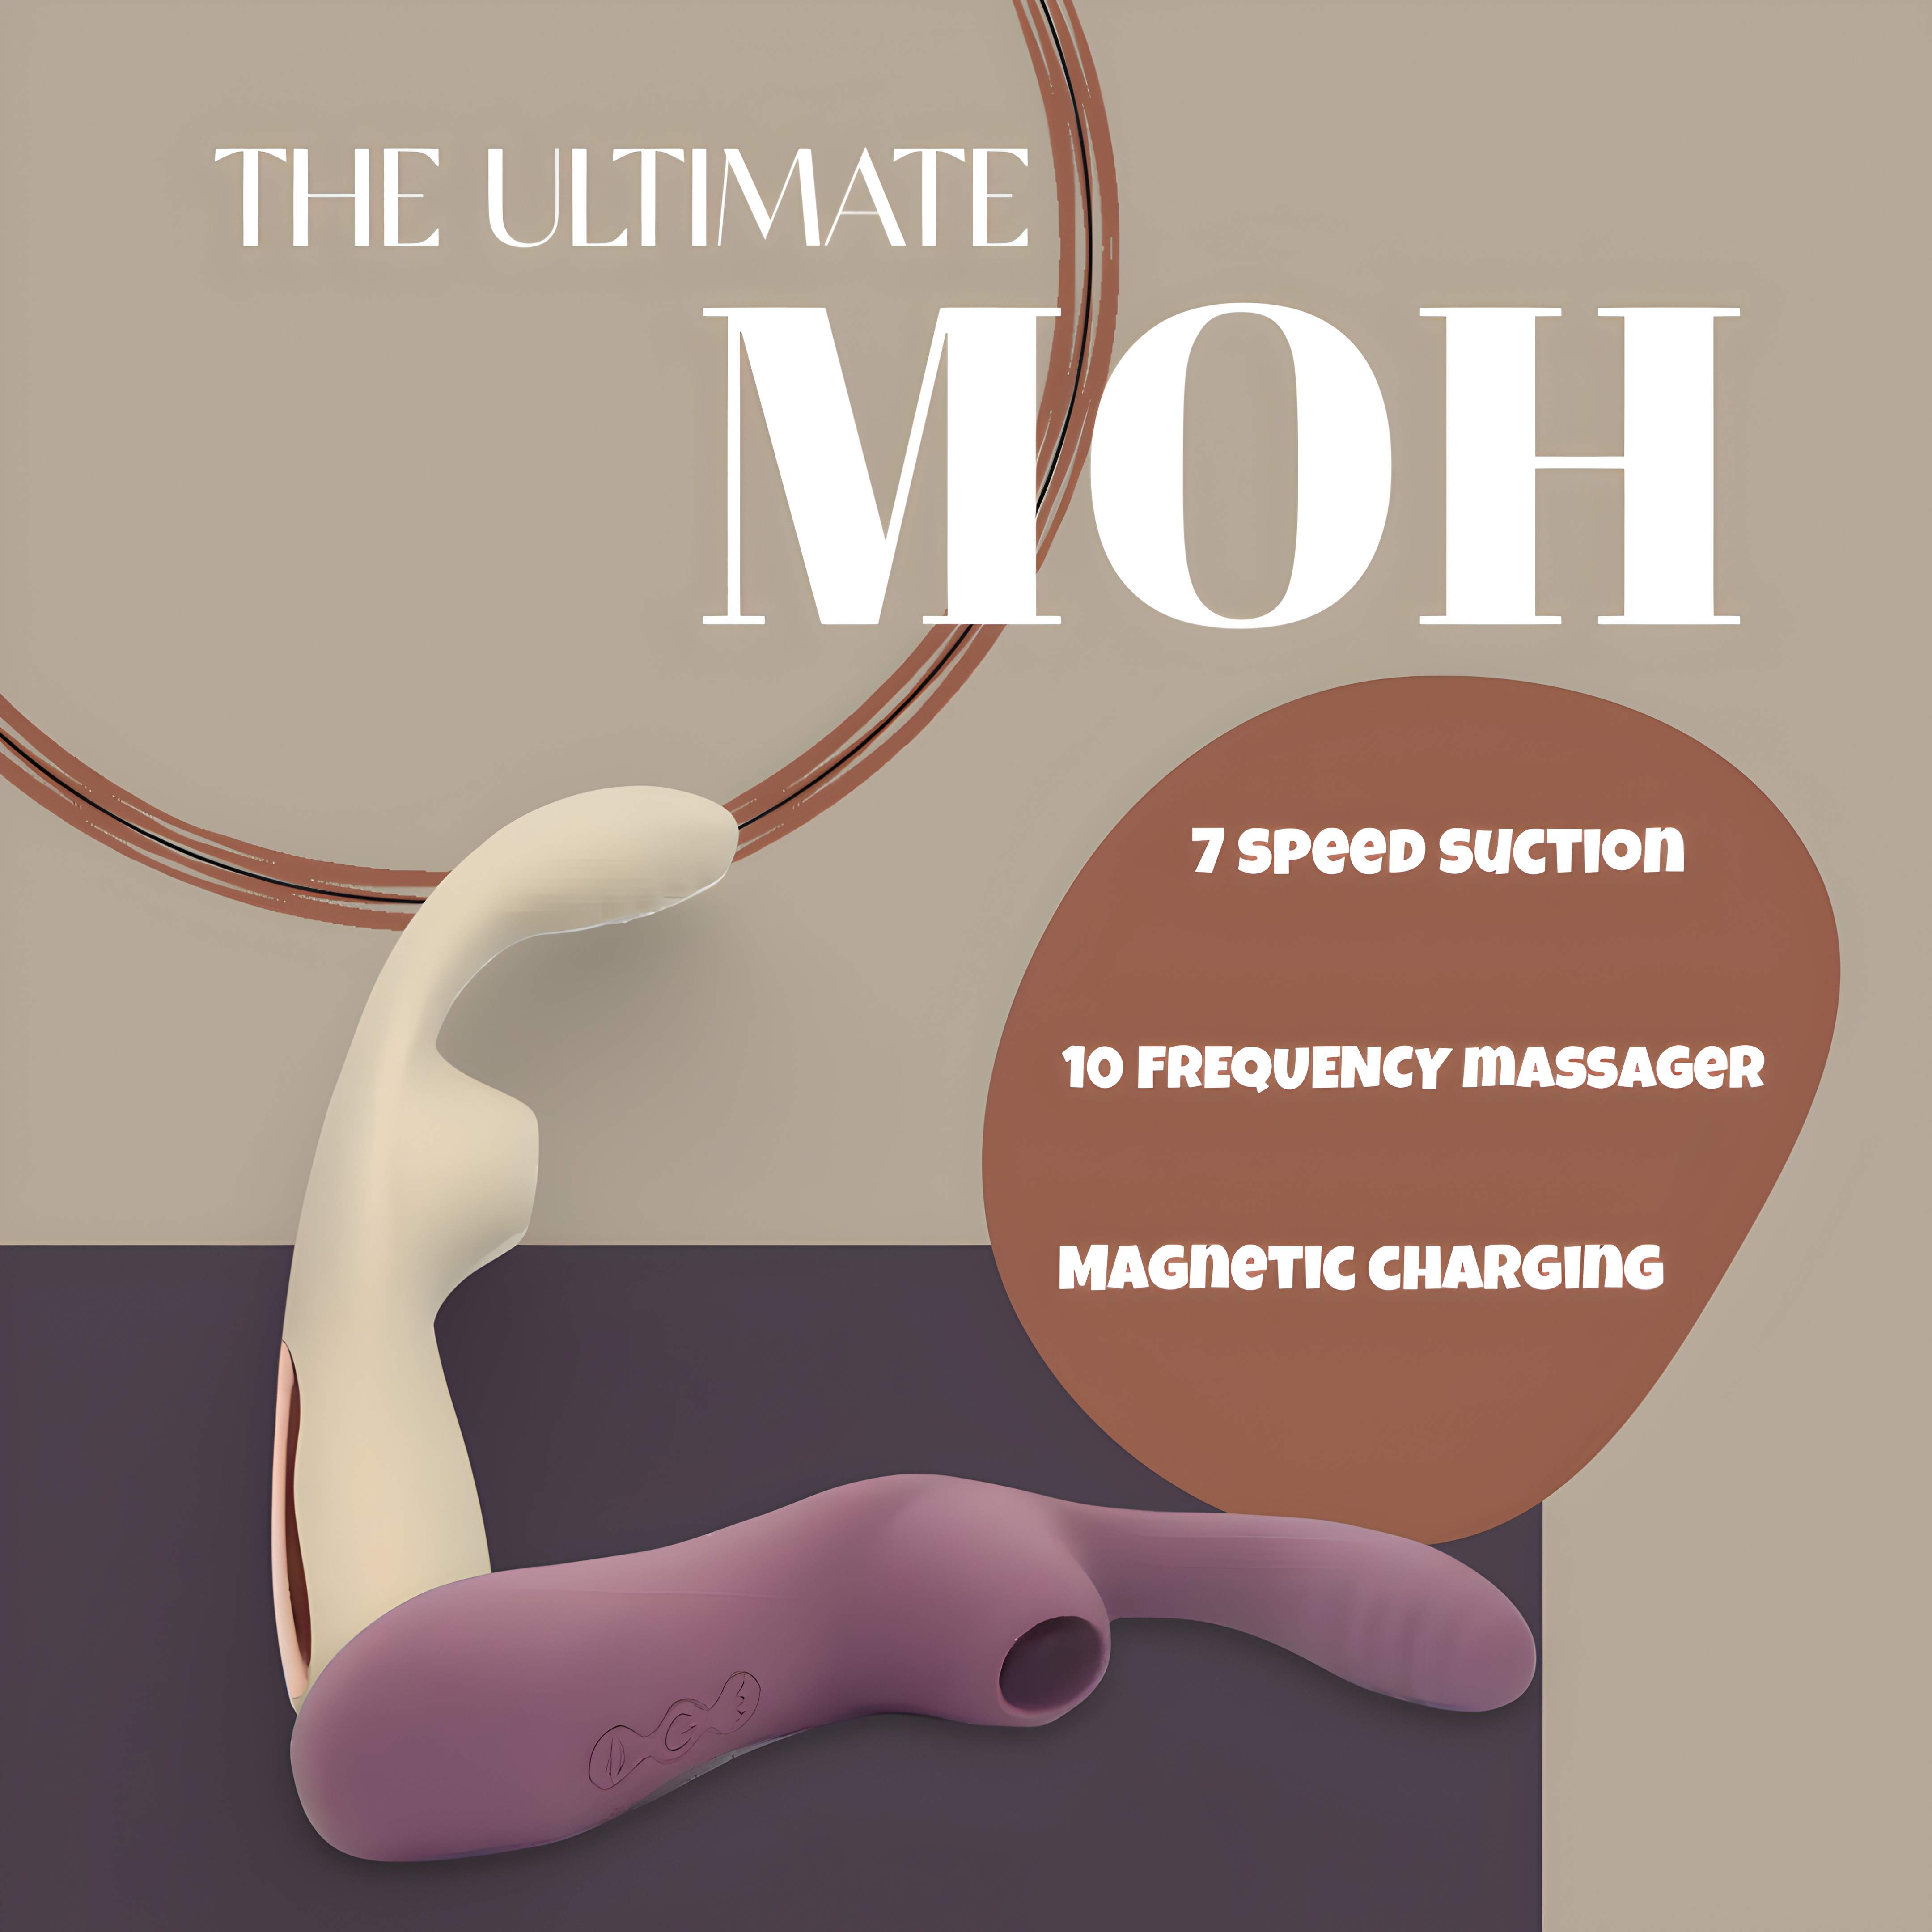 THE ULTIMATE
MOH
7 SPEED SUCTION
10 FREQUENCY MASSAGER
MAGNETIC CHARGING